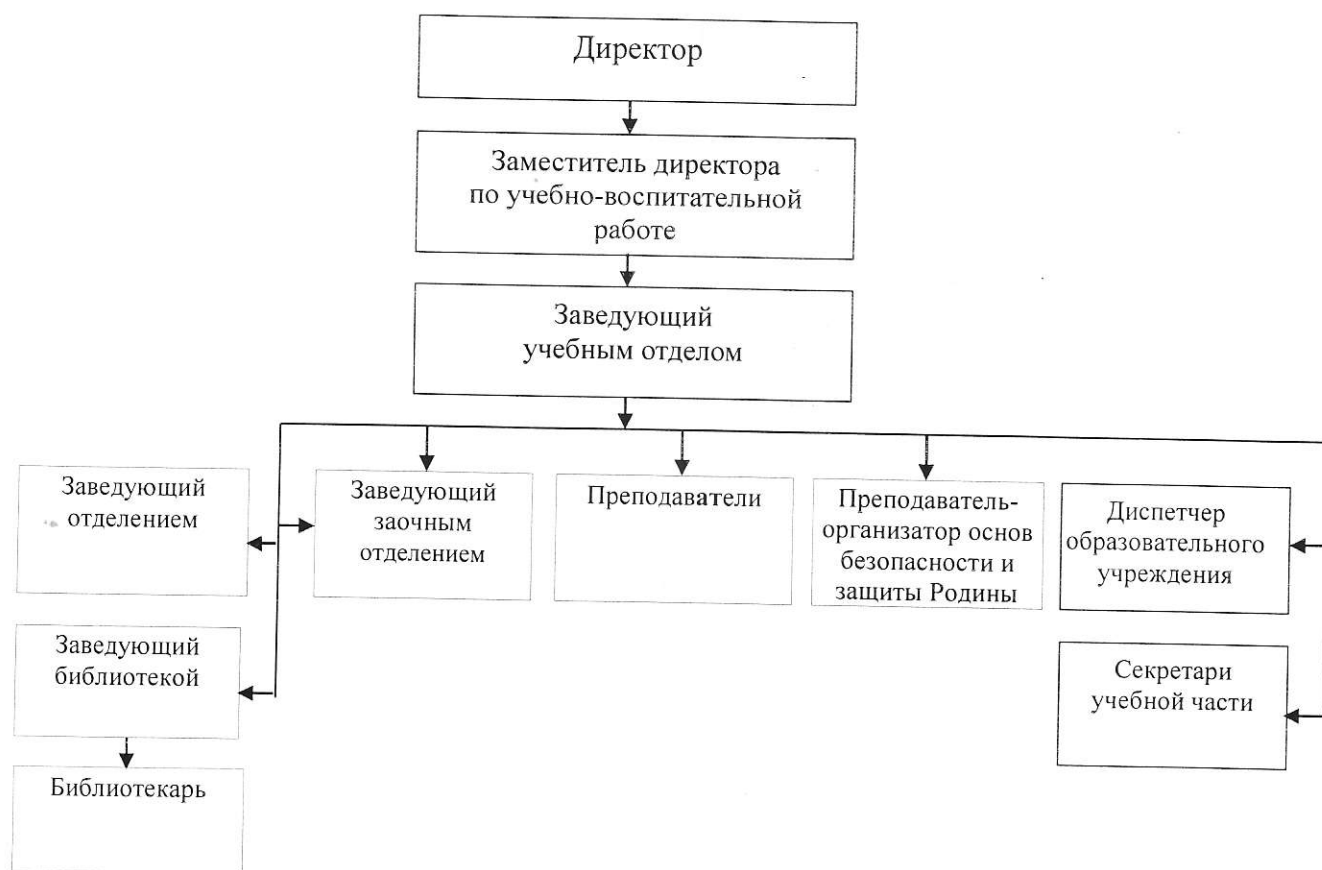 Директор
Заместитель директора
по учебно-воспитательной
работе
Заведующий
учебным отделом
Заведующий
отделением
Заведующий
заочным
отделением
Преподаватели
Преподаватель-
организатор основ
безопасности и
защиты Родины
Диспетчер
образовательного
учреждения
Заведующий
библиотекой
Секретари
учебной части
Библиотекарь